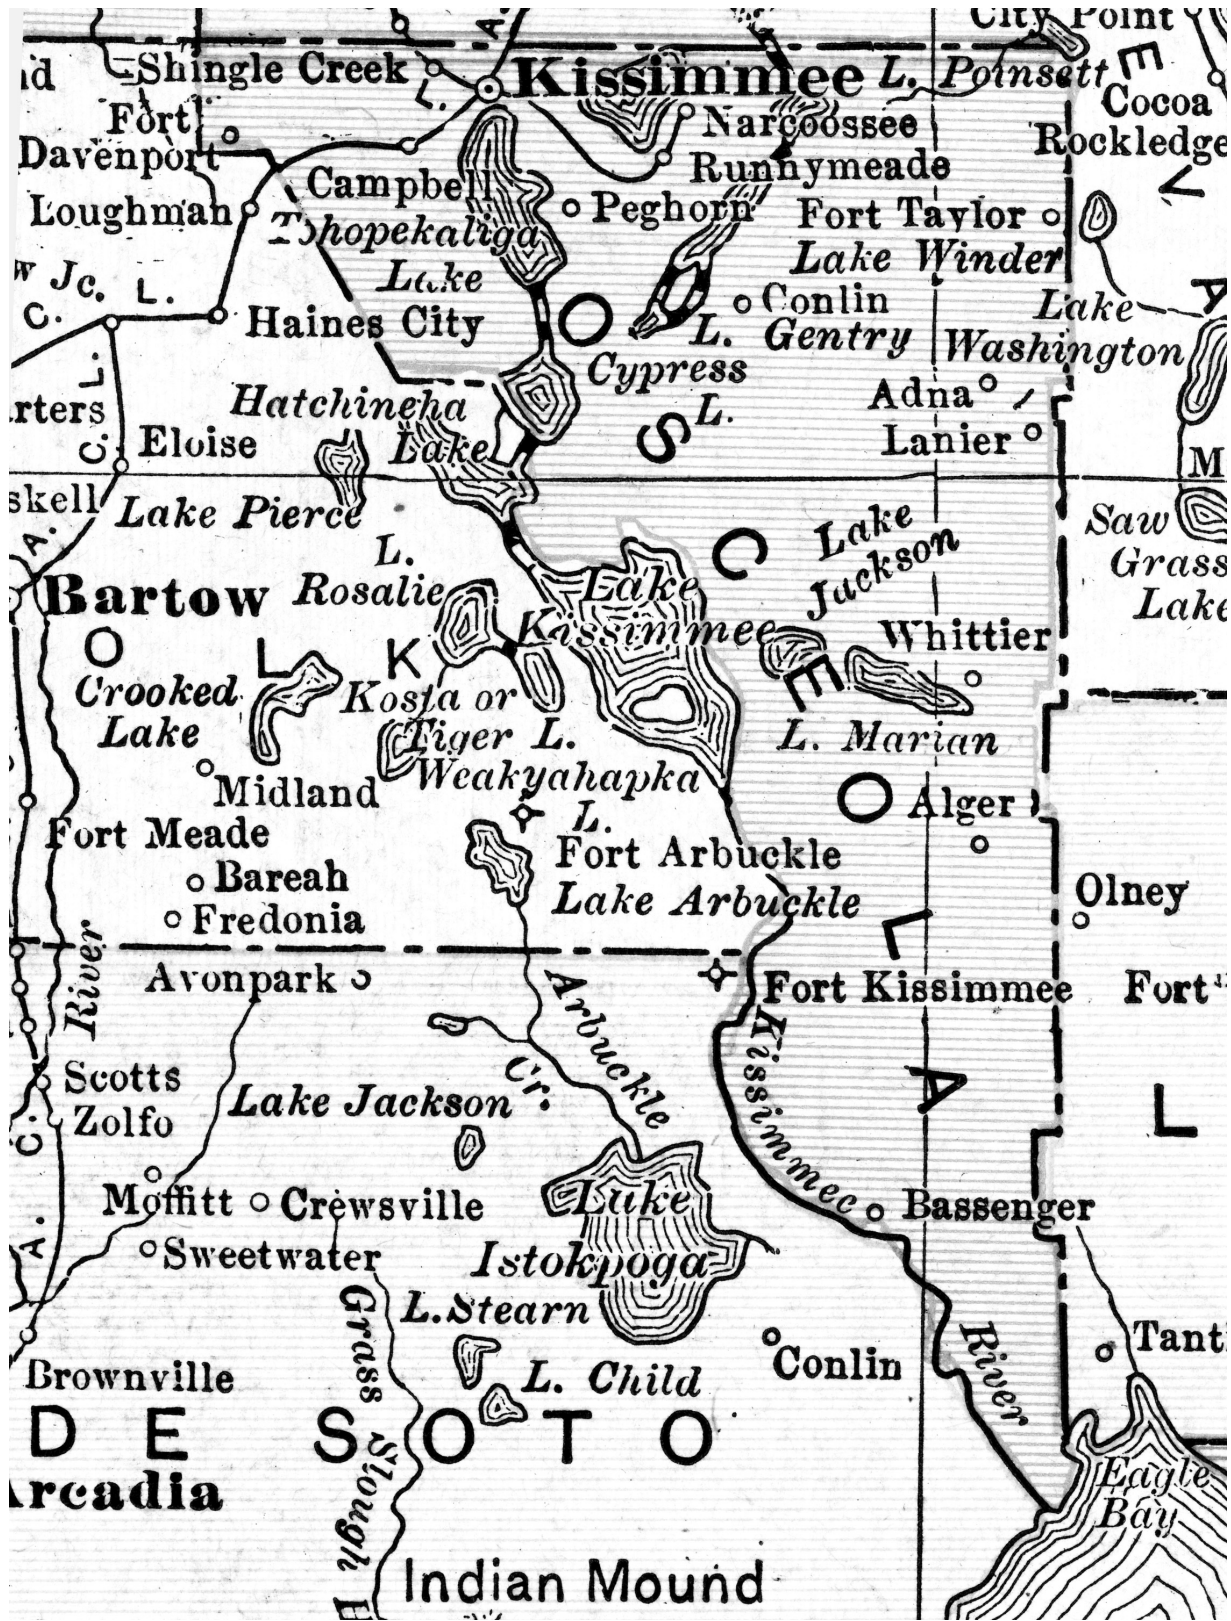 City Point
E
Shingle Creek
Kissimmee
L. Poinsett
A.
L.
Cocoa
Fort
Davenport
Narcoossee
Rockledge
Runnymeade
V
Campbell
Loughman
Peghorn
Fort Taylor
Tohopekaliga
Lake
Lake Winder
Jc.
L.
C.
Haines City
O
Conlin
L. Gentry
Lake
Washington
A
Cypress
L.
L.
C.
Hatchineha
Lake
Adna
S
Lanier
Eloise
Lake Pierce
Saw
Grass
Lake
A.
L.
Rosalie
C
Lake
Jackson
Bartow
Lake
Kissimmee
Whittier
O L K
E
Crooked
Lake
Kosta or
Tiger L.
L. Marian
Weakyahapka
L.
Midland
O
Alger
Fort Meade
Fort Arbuckle
Bareah
Lake Arbuckle
Olney
Fredonia
L
River
Avonpark
Fort Kissimmee
Fort
Arbuckle
Cr.
Kissimmee
Scotts
Zolfo
Lake Jackson
A
L
C.
Moffitt
Crewsville
Lake
Istokpoga
Bassenger
A.
Sweetwater
L. Stearn
River
Grass Slough
Brownville
L. Child
Conlin
DE SOTO
Arcadia
Eagle
Bay
Indian Mound